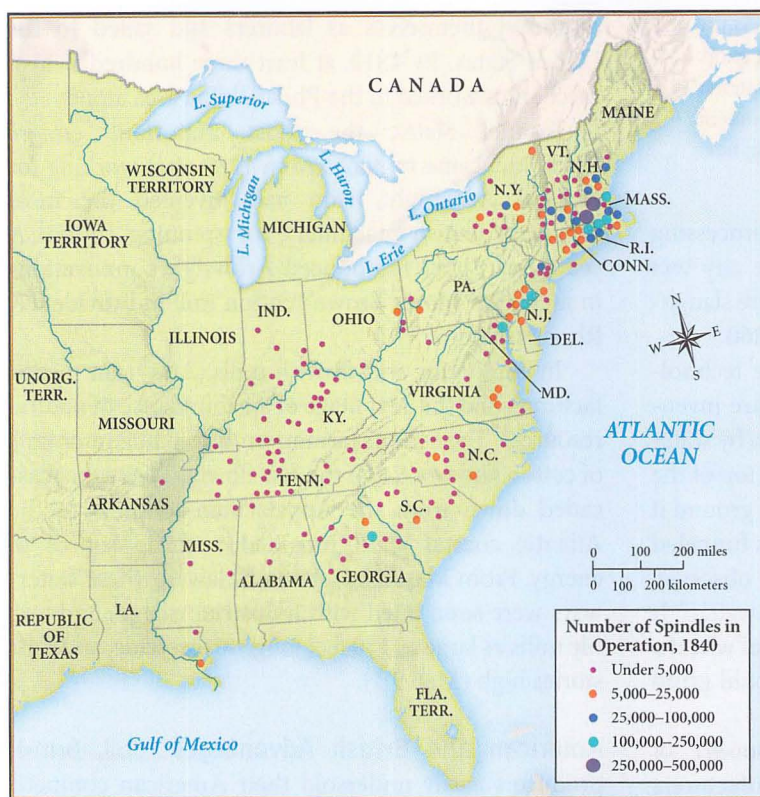 CANADA
L. Superior
MAINE
WISCONSIN
TERRITORY
L. Michigan
L. Huron
VT.
N.H.
N.Y.
MASS.
L. Ontario
IOWA
TERRITORY
MICHIGAN
L. Erie
R.I.
CONN.
PA.
N.J.
IND.
OHIO
ILLINOIS
DEL.
N
E
W
S
UNORG.
TERR.
MISSOURI
VIRGINIA
MD.
KY.
ATLANTIC
OCEAN
N.C.
TENN.
ARKANSAS
S.C.
MISS.
ALABAMA
GEORGIA
0 100 200 miles
0 100 200 kilometers
LA.
REPUBLIC
OF
TEXAS
FLA.
TERR.
Gulf of Mexico
Number of Spindles in
Operation, 1840
Under 5,000
5,000–25,000
25,000–100,000
100,000–250,000
250,000–500,000